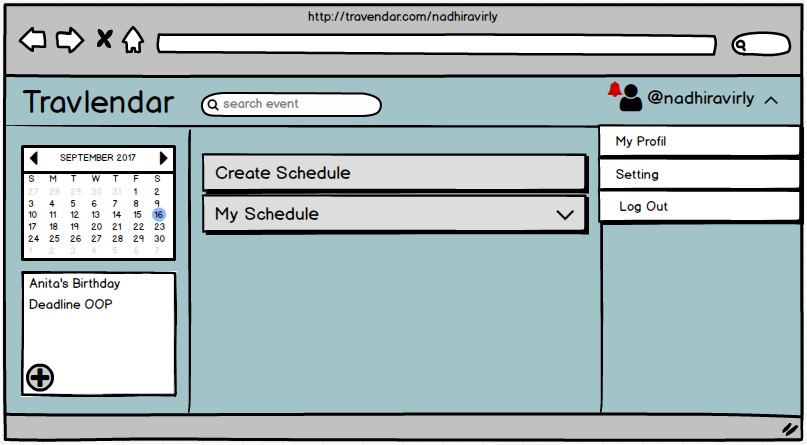 http://travendar.com/nadhiravirly
Travlendar
search event
@nadhiravirly
My Profil
Setting
Log Out
SEPTEMBER 2017
S M T W T F S
27 28 29 30 31 1 2
3 4 5 6 7 8 9
10 11 12 13 14 15 16
17 18 19 20 21 22 23
24 25 26 27 28 29 30
1 2 3 4 5 6 7
Anita's Birthday
Deadline OOP
Create Schedule
My Schedule